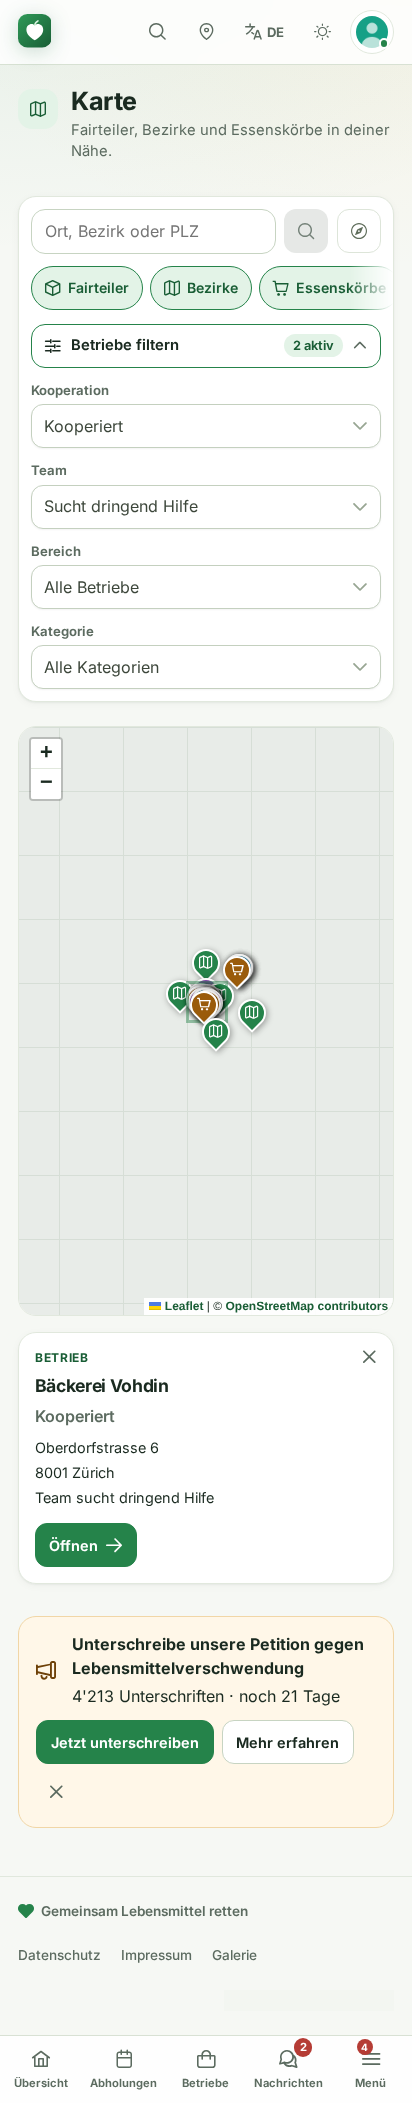 DE
Karte
Fairteiler, Bezirke und Essenskörbe in deiner
Nähe.
Ort, Bezirk oder PLZ
Fairteiler
Bezirke
Essenskörbe
Betriebe filtern
2 aktiv
Kooperation
Kooperiert
Team
Sucht dringend Hilfe
Bereich
Alle Betriebe
Kategorie
Alle Kategorien
+
−
Leaflet | © OpenStreetMap contributors
BETRIEB
Bäckerei Vohdin
Kooperiert
Oberdorfstrasse 6
8001 Zürich
Team sucht dringend Hilfe
Öffnen
Unterschreibe unsere Petition gegen
Lebensmittelverschwendung
4'213 Unterschriften · noch 21 Tage
Jetzt unterschreiben
Mehr erfahren
Gemeinsam Lebensmittel retten
Datenschutz
Impressum
Galerie
2
4
Übersicht
Abholungen
Betriebe
Nachrichten
Menü